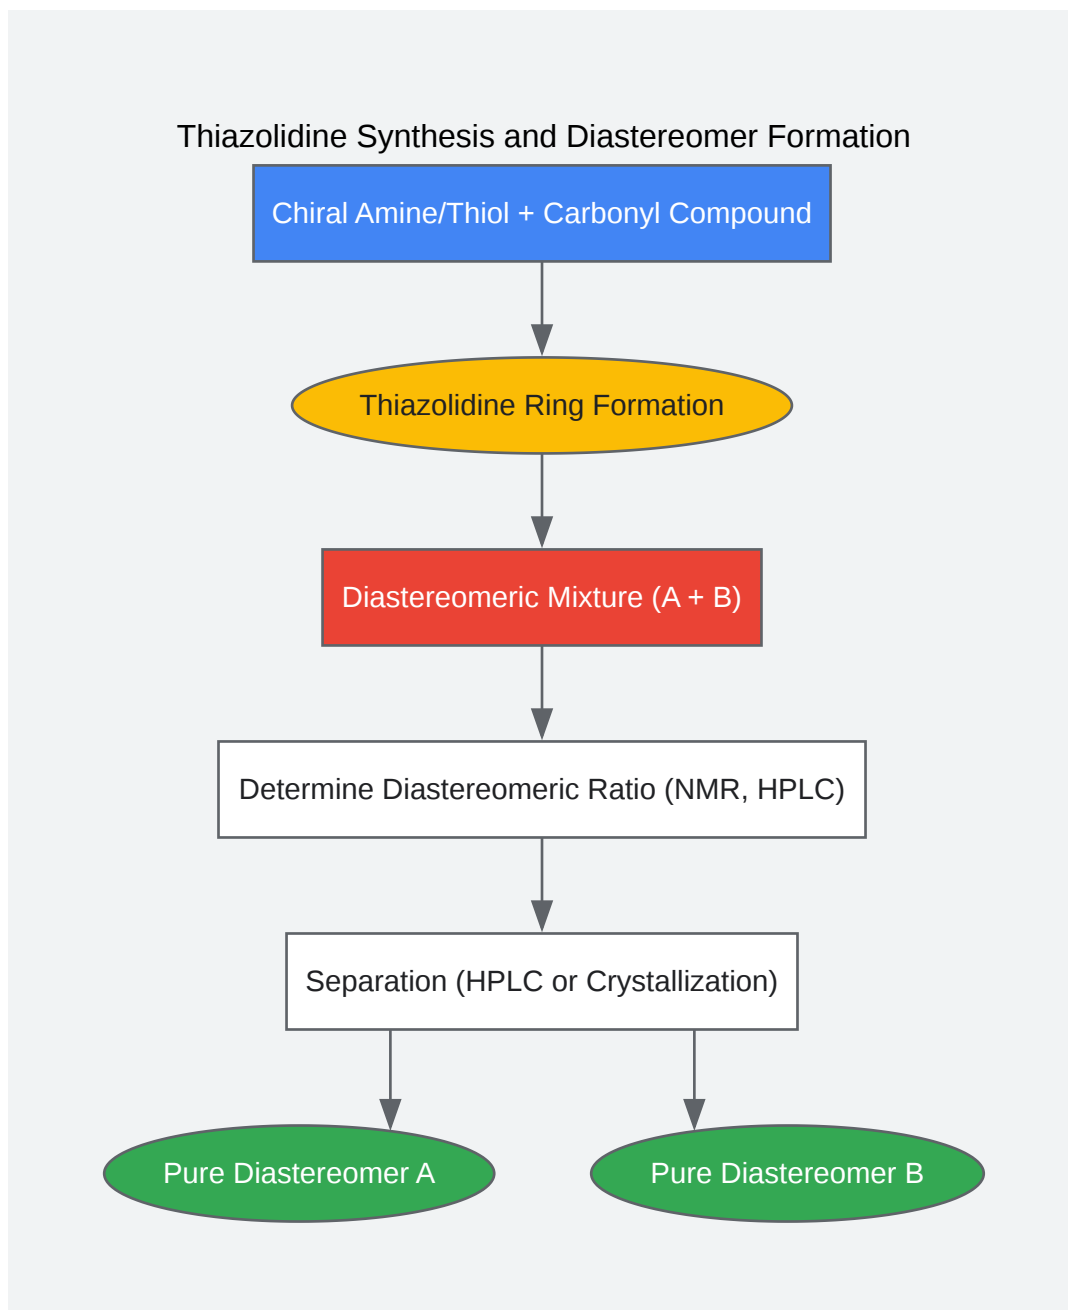 Thiazolidine Synthesis and Diastereomer Formation
Chiral Amine/Thiol + Carbonyl Compound
Thiazolidine Ring Formation
Diastereomeric Mixture (A + B)
Determine Diastereomeric Ratio (NMR, HPLC)
Separation (HPLC or Crystallization)
Pure Diastereomer A
Pure Diastereomer B